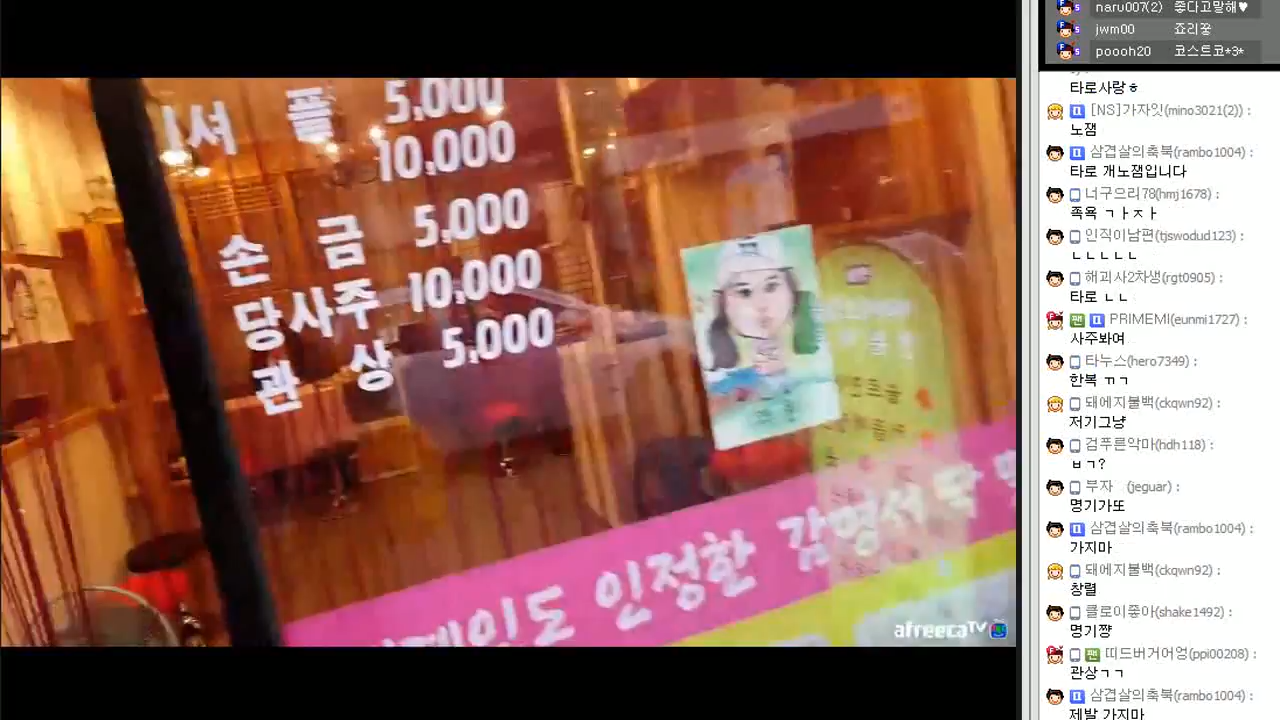 셔플 5,000
10,000
손금 5,000
당사주 10,000
관상 5,000
인정한
afreecaTV
naru007(2) 좋다고말해♥
jwm00 죠리꿍
poooh20 코스트코*3*
타로사랑ㅎ
[NS]가자잇(mino3021(2)) :
노잼
삼겹살의축복(rambo1004) :
타로 개노잼입니다
너구으리78(hmj1678) :
족욕 ㄱㅏㅈㅏ
인직이남편(tjswodud123) :
ㄴㄴㄴㄴㄴ
해괴사2차생(rgt0905) :
타로 ㄴㄴ
팬 PRIMEMI(eunmi1727) :
사주봐여
타누스(hero7349) :
한복 ㄲㄱ
돼에지불백(ckqwn92) :
저기그냥
검푸른악마(hdh118) :
ㅂㄱ?
부자 (jeguar) :
명기가또
삼겹살의축복(rambo1004) :
가지마
돼에지불백(ckqwn92) :
창렬
클로이좋아(shake1492) :
명기쨩
팬 띠드버거어엉(ppi00208) :
관상ㄱㄱ
삼겹살의축복(rambo1004) :
제발 가지마